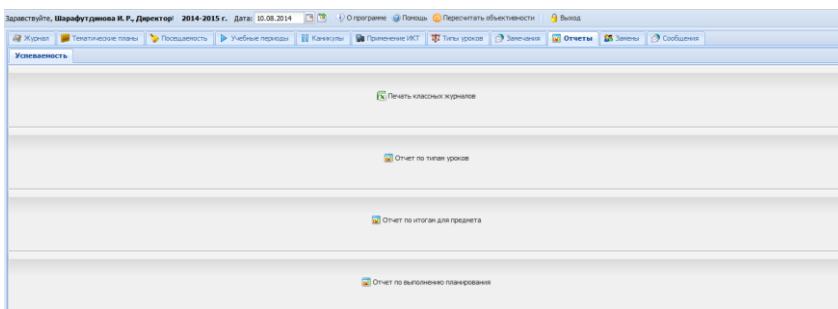 Здравствуйте, Шарафутдинова И. Р., Директор! 2014-2015 г. Дата: 10.08.2014 О программе Помощь Пересчитать объективности Выход
Журнал Тематические планы Посещаемость Учебные периоды Каникулы Применение ИКТ Типы уроков Замечания Отчеты Замены Сообщения
Успеваемость
Печать классных журналов
Отчет по типам уроков
Отчет по итогам для предмета
Отчет по выполнению планирования